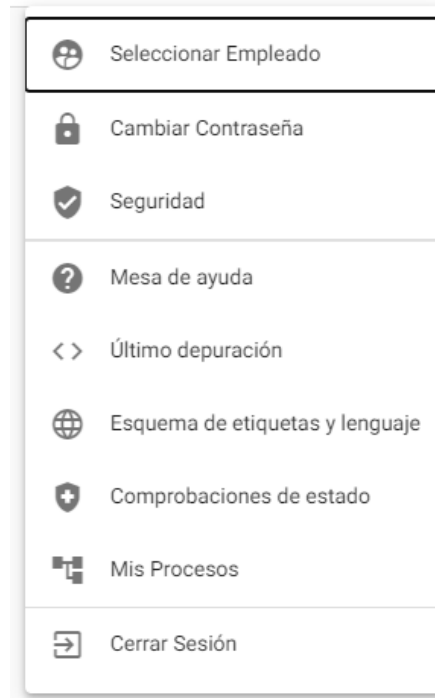 Seleccionar Empleado
Cambiar Contraseña
Seguridad
Mesa de ayuda
Último depuración
Esquema de etiquetas y lenguaje
Comprobaciones de estado
Mis Procesos
Cerrar Sesión